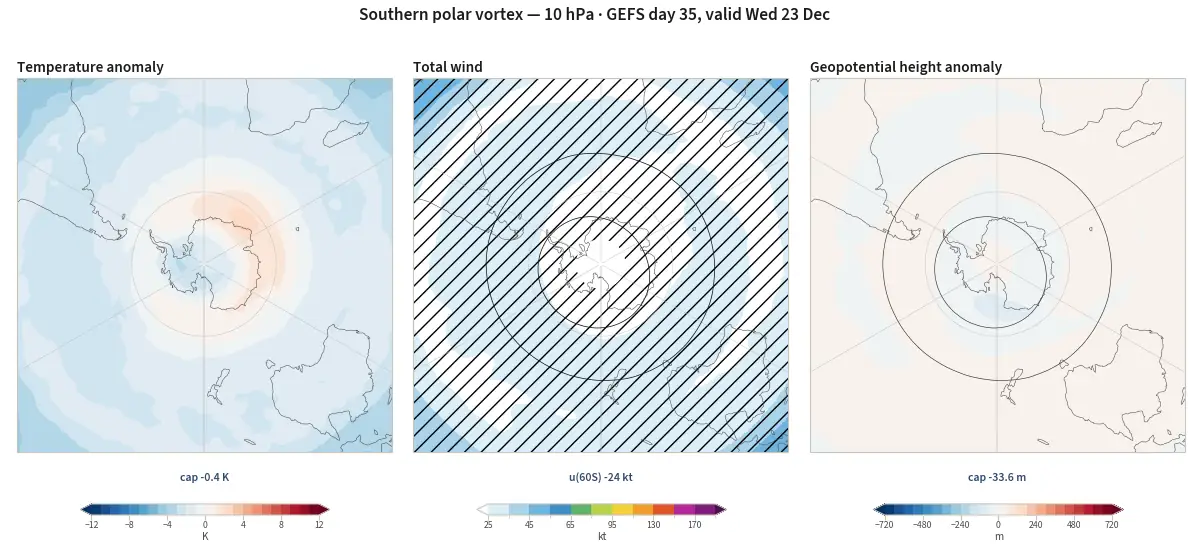 Southern polar vortex — 10 hPa · GEFS day 35, valid Wed 23 Dec
Temperature anomaly
Total wind
Geopotential height anomaly
cap -0.4 K
u(60S) -24 kt
cap -33.6 m
−12 −8 −4 0 4 8 12
K
25 45 65 95 130 170
kt
−720 −480 −240 0 240 480 720
m